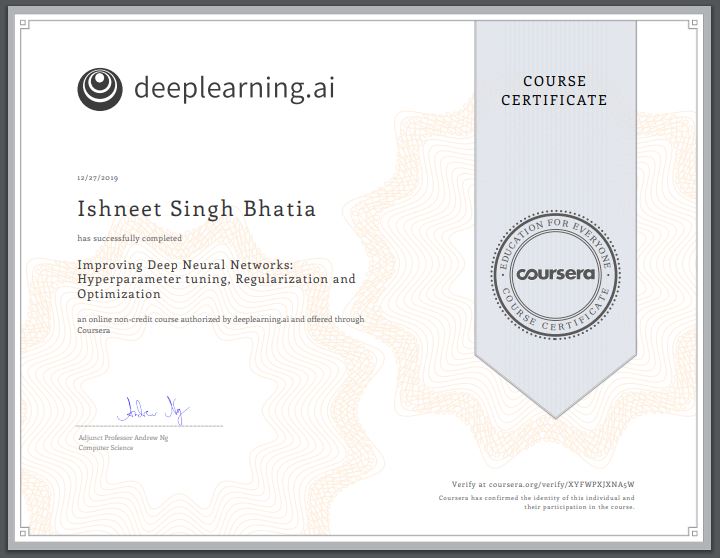 deeplearning.ai
COURSE
CERTIFICATE
12/27/2019
Ishneet Singh Bhatia
has successfully completed
Improving Deep Neural Networks:
Hyperparameter tuning, Regularization and
Optimization
an online non-credit course authorized by deeplearning.ai and offered through
Coursera
EDUCATION FOR EVERYONE
coursera
COURSE CERTIFICATE
Andrew Ng
Adjunct Professor Andrew Ng
Computer Science
Verify at coursera.org/verify/XYFWPXJXNA5W
Coursera has confirmed the identity of this individual and
their participation in the course.